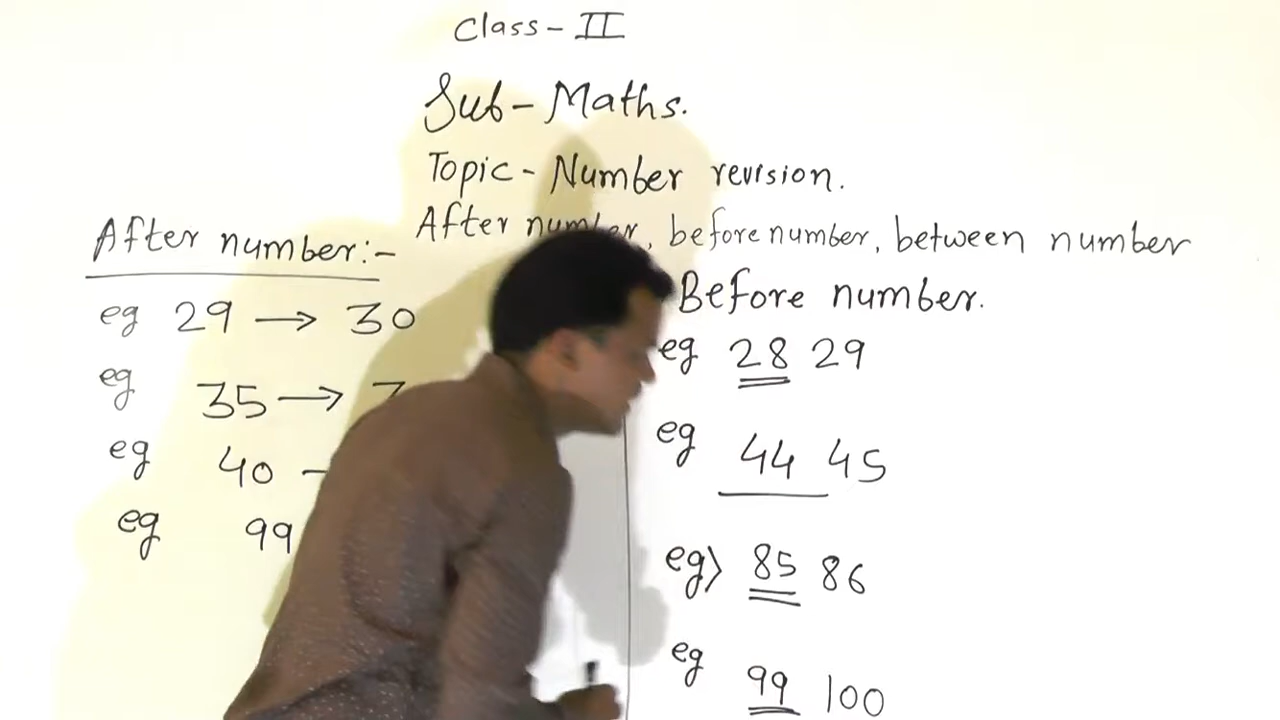 Class - II
Sub - Maths.
Topic - Number revision.
After number, before number, between number
After number:-
eg 29 → 30
eg 35 →
eg 40 -
eg 99
Before number.
eg 28 29
eg 44 45
eg) 85 86
eg 99 100